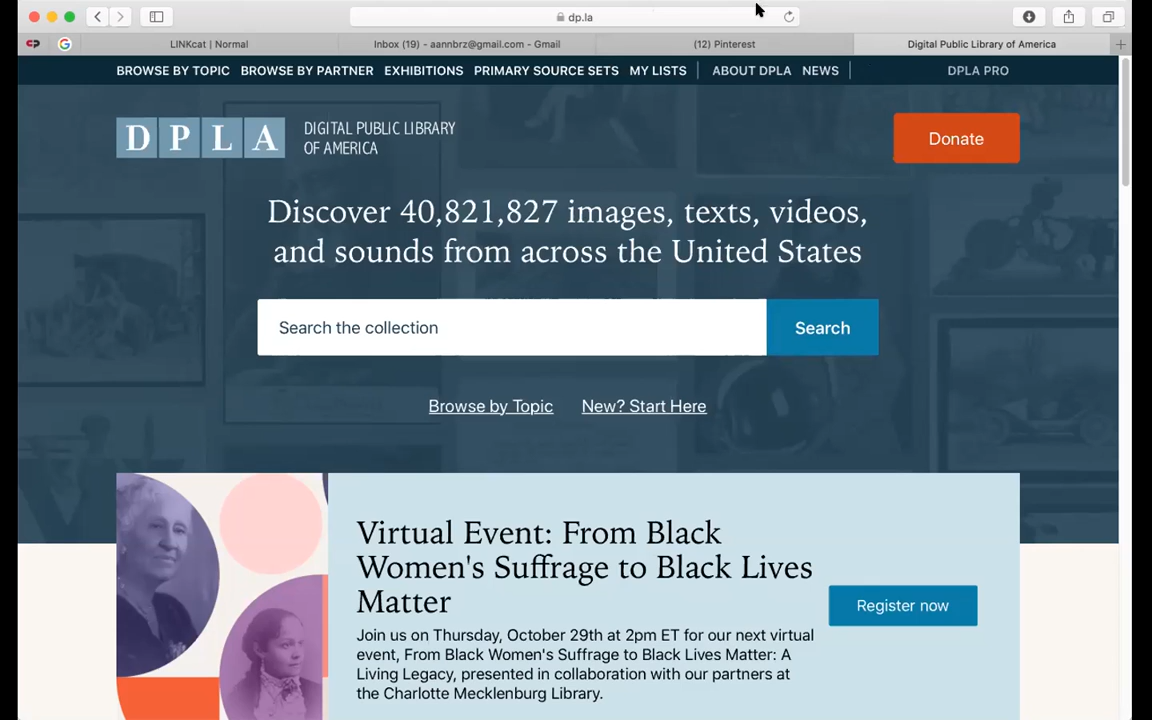 dp.la
LINKcat | Normal
Inbox (19) - aannbrz@gmail.com - Gmail
(12) Pinterest
Digital Public Library of America
BROWSE BY TOPIC BROWSE BY PARTNER EXHIBITIONS PRIMARY SOURCE SETS MY LISTS ABOUT DPLA NEWS DPLA PRO
DPLA
DIGITAL PUBLIC LIBRARY
OF AMERICA
Donate
Discover 40,821,827 images, texts, videos,
and sounds from across the United States
Search the collection
Search
Browse by Topic New? Start Here
Virtual Event: From Black
Women's Suffrage to Black Lives
Matter
Join us on Thursday, October 29th at 2pm ET for our next virtual
event, From Black Women's Suffrage to Black Lives Matter: A
Living Legacy, presented in collaboration with our partners at
the Charlotte Mecklenburg Library.
Register now